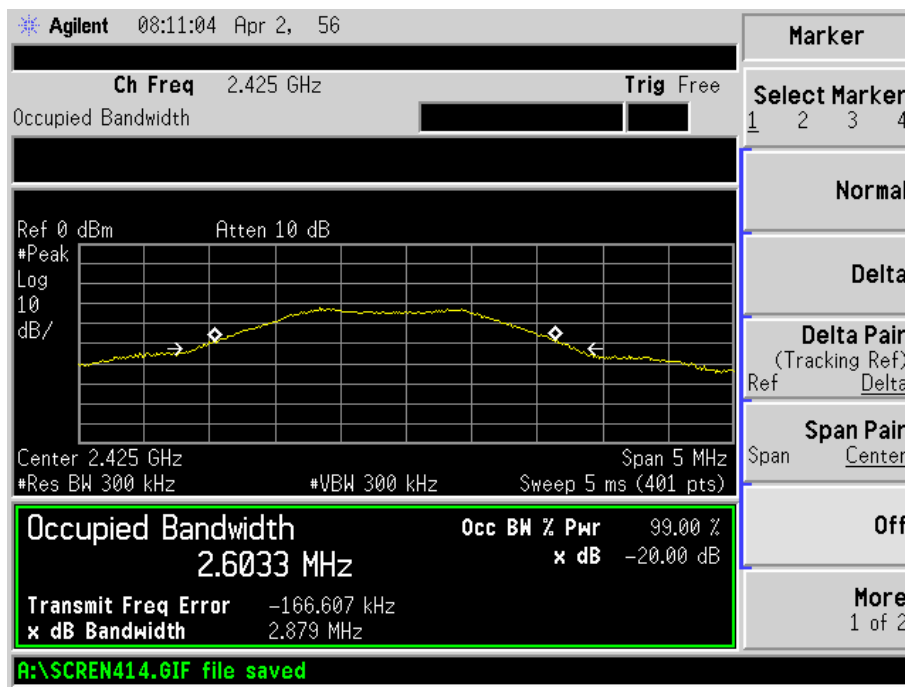 Agilent 08:11:04 Apr 2, 56
Marker
Ch Freq 2.425 GHz Trig Free
Occupied Bandwidth
Select Marker
1 2 3 4
Normal
Ref 0 dBm Atten 10 dB
#Peak
Log
10
dB/
Delta
Delta Pair
(Tracking Ref)
Ref Delta
Span Pair
Span Center
Center 2.425 GHz Span 5 MHz
#Res BW 300 kHz #VBW 300 kHz Sweep 5 ms (401 pts)
Off
Occupied Bandwidth Occ BW % Pwr 99.00 %
2.6033 MHz x dB -20.00 dB
Transmit Freq Error -166.607 kHz
x dB Bandwidth 2.879 MHz
More
1 of 2
A:\SCREN414.GIF file saved